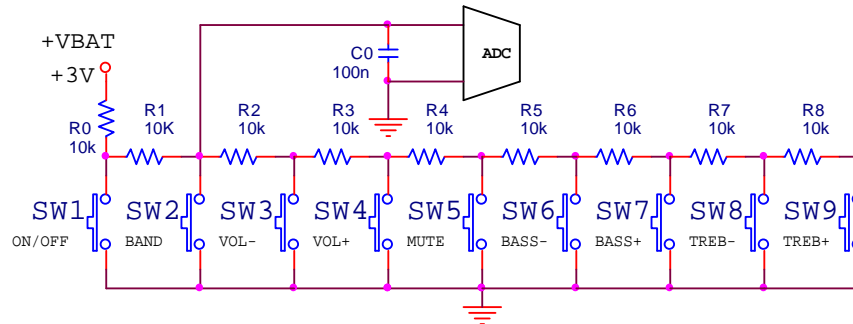 +VBAT
+3V
C0
100n
ADC
R0
10k
R1
10K
R2
10k
R3
10k
R4
10k
R5
10k
R6
10k
R7
10k
R8
10k
SW1
ON/OFF
SW2
BAND
SW3
VOL-
SW4
VOL+
SW5
MUTE
SW6
BASS-
SW7
BASS+
SW8
TREB-
SW9
TREB+